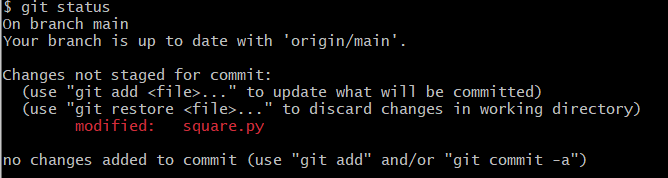 $ git status
On branch main
Your branch is up to date with 'origin/main'.
Changes not staged for commit:
(use "git add <file>..." to update what will be committed)
(use "git restore <file>..." to discard changes in working directory)
modified: square.py
no changes added to commit (use "git add" and/or "git commit -a")